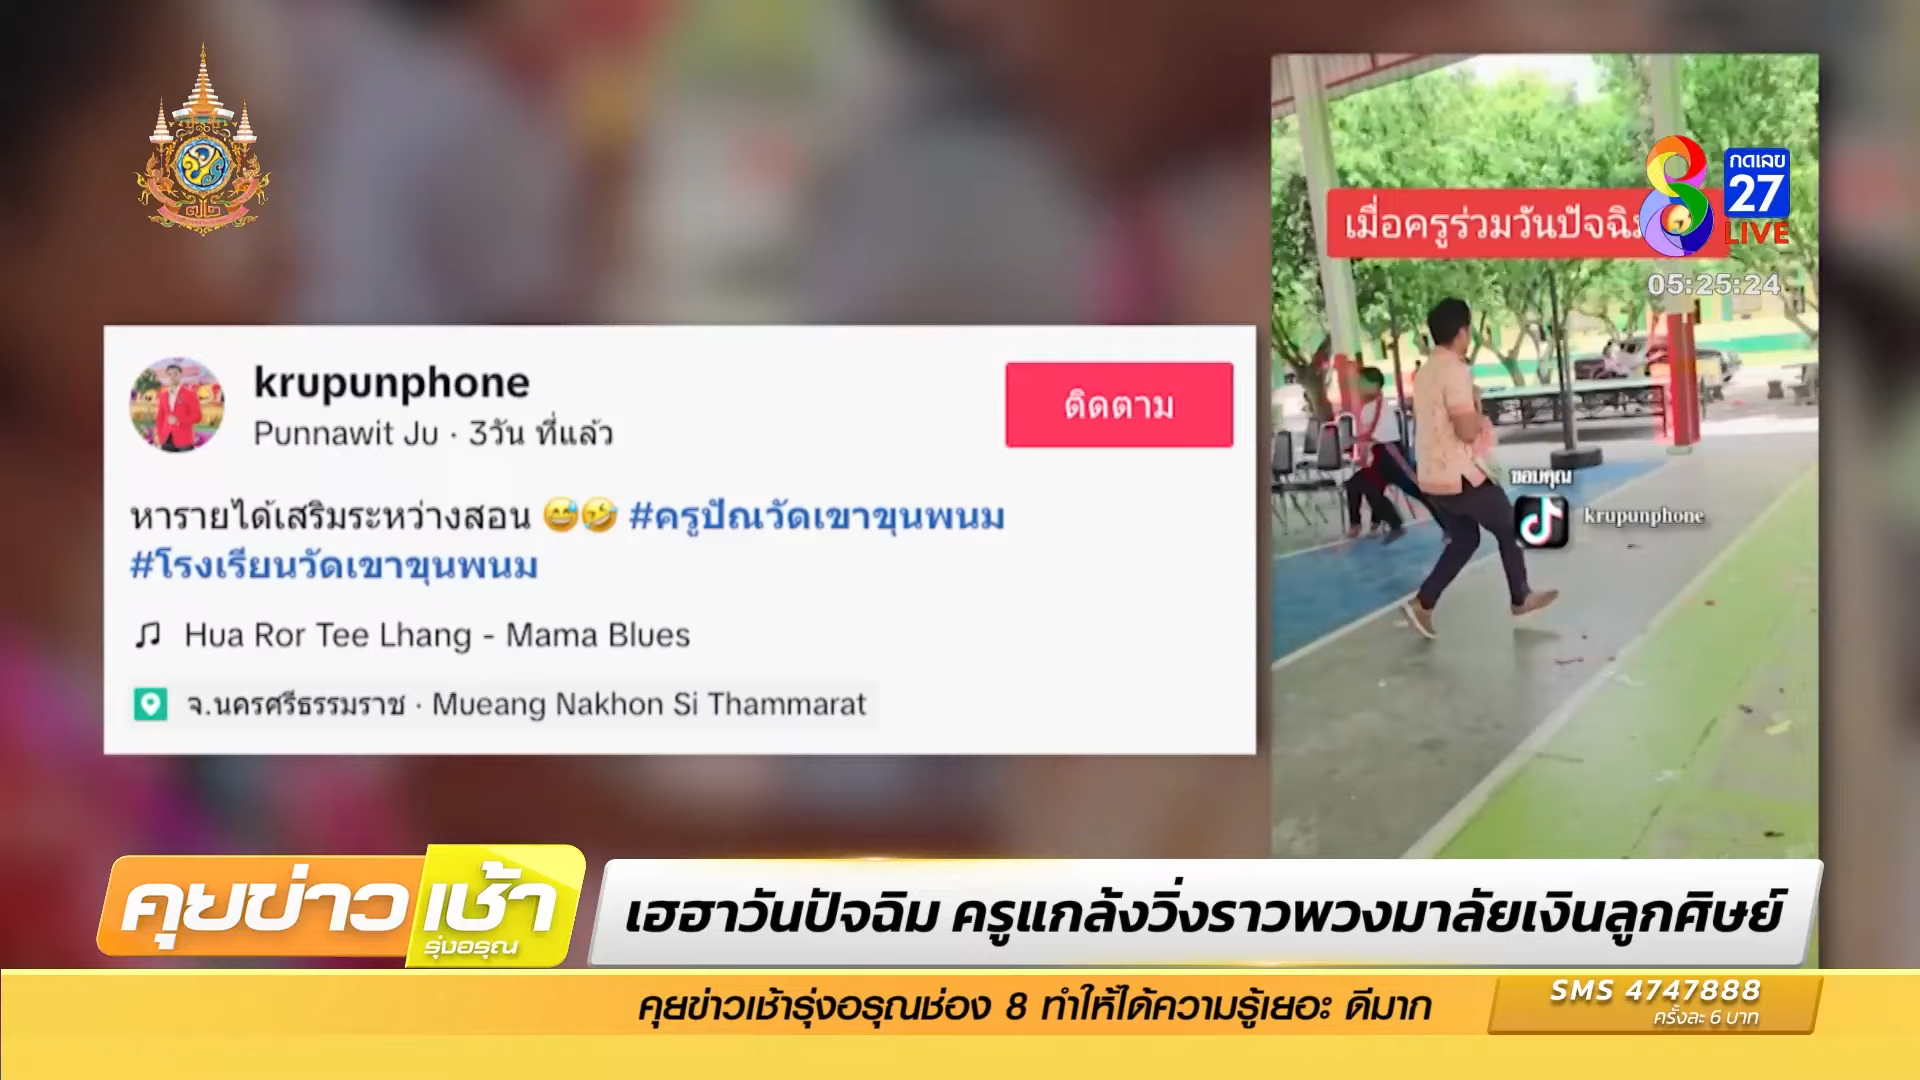 กดเลข
27
LIVE
05:25:24
เมื่อครูร่วมวันปัจฉิม
krupunphone
Punnawit Ju · 3วัน ที่แล้ว
ติดตาม
หารายได้เสริมระหว่างสอน 😅🤣 #ครูปัณวัดเขาขุนพนม
#โรงเรียนวัดเขาขุนพนม
Hua Ror Tee Lhang - Mama Blues
จ.นครศรีธรรมราช · Mueang Nakhon Si Thammarat
ขอบคุณ
krupunphone
คุยข่าวเช้า
รุ่งอรุณ
เฮฮาวันปัจฉิม ครูแกล้งวิ่งราวพวงมาลัยเงินลูกศิษย์
คุยข่าวเช้ารุ่งอรุณช่อง 8 ทำให้ได้ความรู้เยอะ ดีมาก
SMS 4747888
ครั้งละ 6 บาท